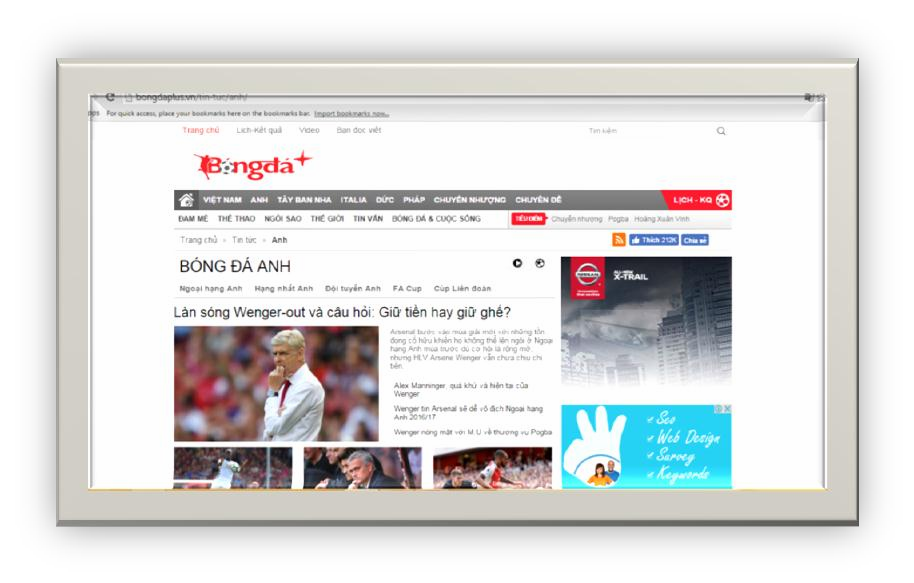 bongdaplus.vn/tin-tuc/anh/
For quick access, place your bookmarks here on the bookmarks bar. Import bookmarks now...
Trang chủ Lịch-Kết quả Video Bạn đọc viết Tìm kiếm
Bóngdá+
VIỆT NAM ANH TÂY BAN NHA ITALIA ĐỨC PHÁP CHUYỂN NHƯỢNG CHUYÊN ĐỀ LỊCH - KQ
ĐAM MÊ THỂ THAO NGÔI SAO THẾ GIỚI TIN VẮN BÓNG ĐÁ & CUỘC SỐNG TIÊU ĐIỂM Chuyển nhượng Pogba Hoàng Xuân Vinh
Trang chủ » Tin tức » Anh Thích 212K Chia sẻ
BÓNG ĐÁ ANH
Ngoại hạng Anh Hạng nhất Anh Đội tuyển Anh FA Cup Cúp Liên đoàn
Làn sóng Wenger-out và câu hỏi: Giữ tiền hay giữ ghế?
Arsenal bước vào mùa giải mới với những tồn
đọng cố hữu khiến họ không thể lên ngôi ở Ngoại
hạng Anh mùa trước dù cơ hội là rộng mở,
nhưng HLV Arsene Wenger vẫn chưa chịu chi
tiền.
Alex Manninger, quá khứ và hiện tại của
Wenger
Wenger tin Arsenal sẽ dễ vô địch Ngoại hạng
Anh 2016/17
Wenger nóng mặt với M.U về thương vụ Pogba
NISSAN
ALL-NEW
X-TRAIL
Seo
Web Design
Survey
Keywords